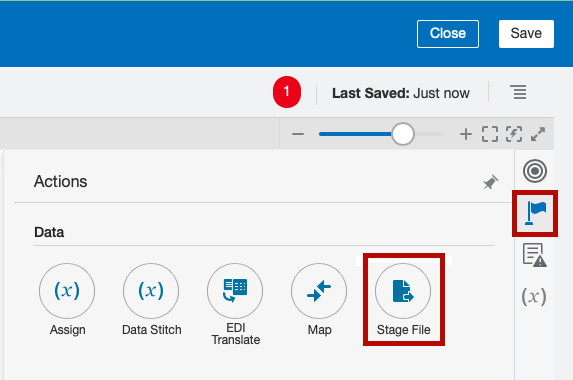 Close
Save
1
Last Saved: Just now
Actions
Data
(x)
(x)
Assign
Data Stitch
EDI
Translate
Map
Stage File
(x)